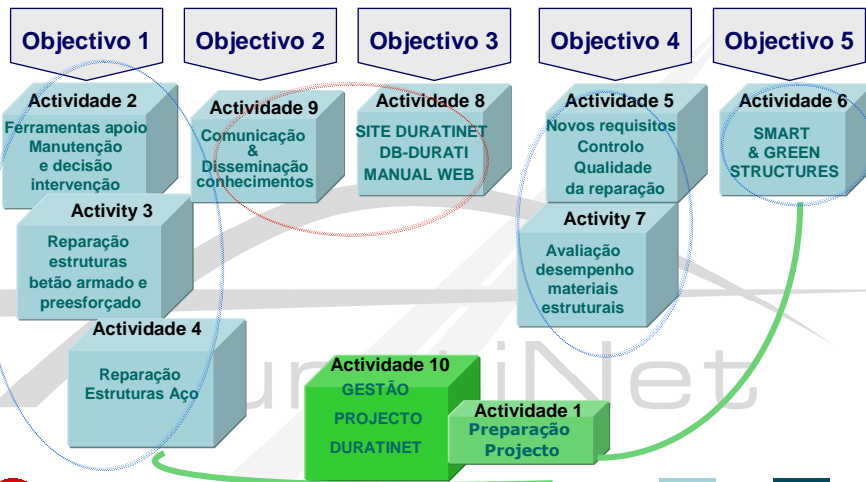 Objectivo 1
Objectivo 2
Objectivo 3
Objectivo 4
Objectivo 5
Actividade 2
Ferramentas apoio
Manutenção
e decisão
intervenção
Actividade 9
Comunicação
&
Disseminação
conhecimentos
Actividade 8
SITE DURATINET
DB-DURATI
MANUAL WEB
Actividade 5
Novos requisitos
Controlo
Qualidade
da reparação
Actividade 6
SMART
& GREEN
STRUCTURES
Activity 3
Reparação
estruturas
betão armado e
preesforçado
Activity 7
Avaliação
desempenho
materiais
estruturais
Actividade 4
Reparação
Estruturas Aço
Actividade 10
GESTÃO
PROJECTO
DURATINET
Actividade 1
Preparação
Projecto